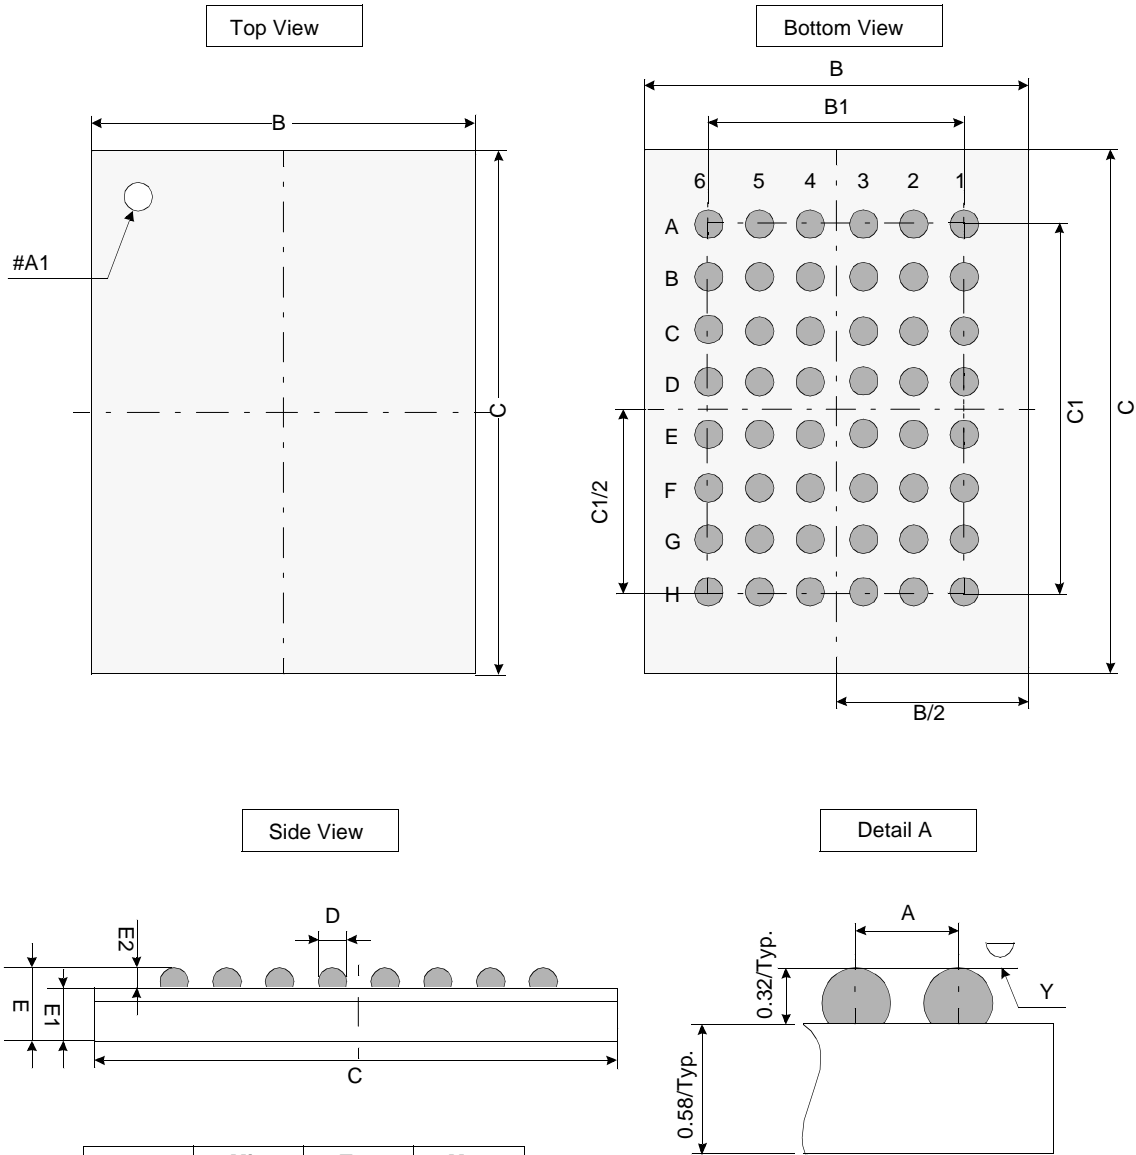 Top View
Bottom View
B
B
B1
6 5 4 3 2 1
A
#A1
B
C
D
C
C1
C
E
C1/2
F
G
H
B/2
Side View
Detail A
D
A
E2
0.32/Typ.
E
E1
Y
C
0.58/Typ.